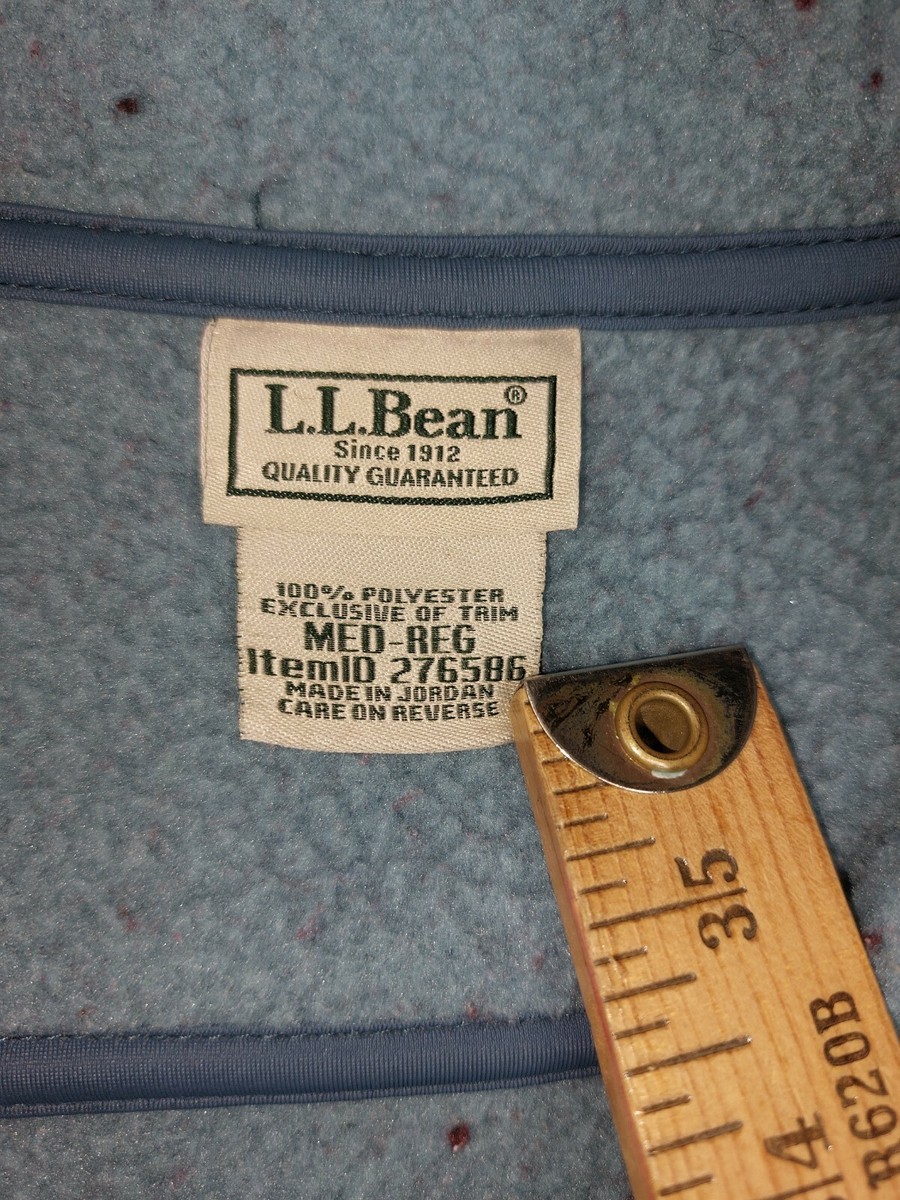 L.L.Bean®
Since 1912
QUALITY GUARANTEED
100% POLYESTER
EXCLUSIVE OF TRIM
MED-REG
ItemID 276586
MADE IN JORDAN
CARE ON REVERSE
35
R620B
4